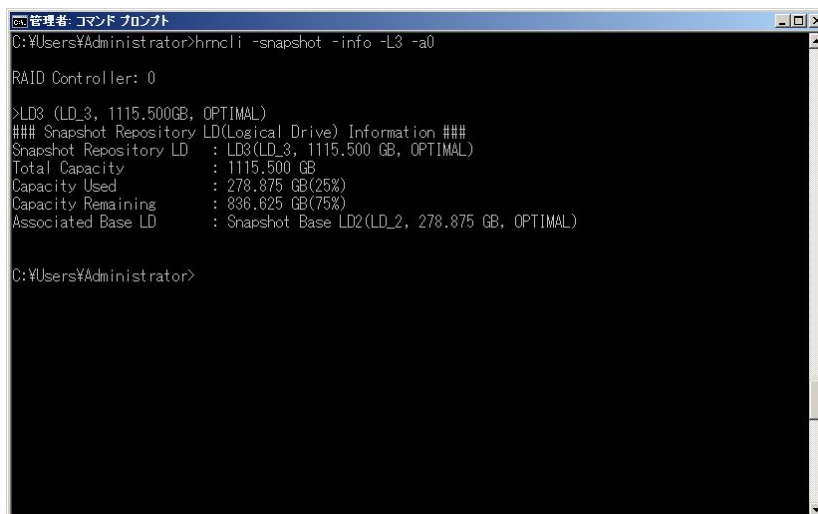 管理者: コマンド プロンプト
C:¥Users¥Administrator>hrncli -snapshot -info -L3 -a0
RAID Controller: 0
>LD3 (LD_3, 1115.500GB, OPTIMAL)
### Snapshot Repository LD(Logical Drive) Information ###
Snapshot Repository LD : LD3(LD_3, 1115.500 GB, OPTIMAL)
Total Capacity : 1115.500 GB
Capacity Used : 278.875 GB(25%)
Capacity Remaining : 836.625 GB(75%)
Associated Base LD : Snapshot Base LD2(LD_2, 278.875 GB, OPTIMAL)
C:¥Users¥Administrator>